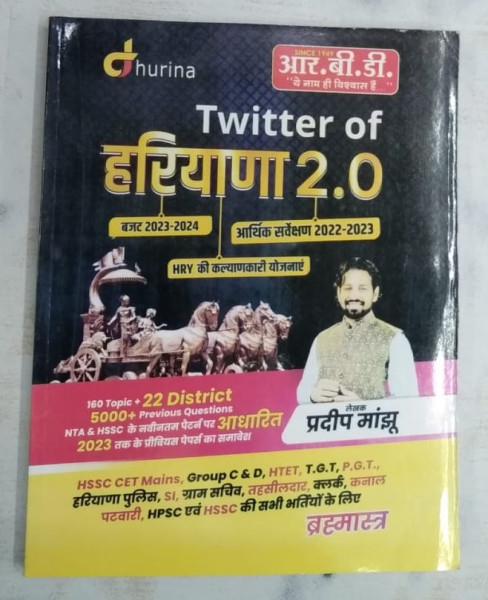 dhurina
SINCE 1949
आर.बी.डी.
"ये नाम ही विश्वास है"
Twitter of
हरियाणा 2.0
बजट 2023-2024
आर्थिक सर्वेक्षण 2022-2023
HRY की कल्याणकारी योजनाएं
160 Topic + 22 District
5000+ Previous Questions
NTA & HSSC के नवीनतम पैटर्न पर आधारित
2023 तक के प्रीवियस पेपर्स का समावेश
लेखक
प्रदीप मांझू
HSSC CET Mains, Group C & D, HTET, T.G.T, P.G.T.,
हरियाणा पुलिस, SI, ग्राम सचिव, तहसीलदार, क्लर्क, कनाल
पटवारी, HPSC एवं HSSC की सभी भर्तियों के लिए
ब्रह्मास्त्र